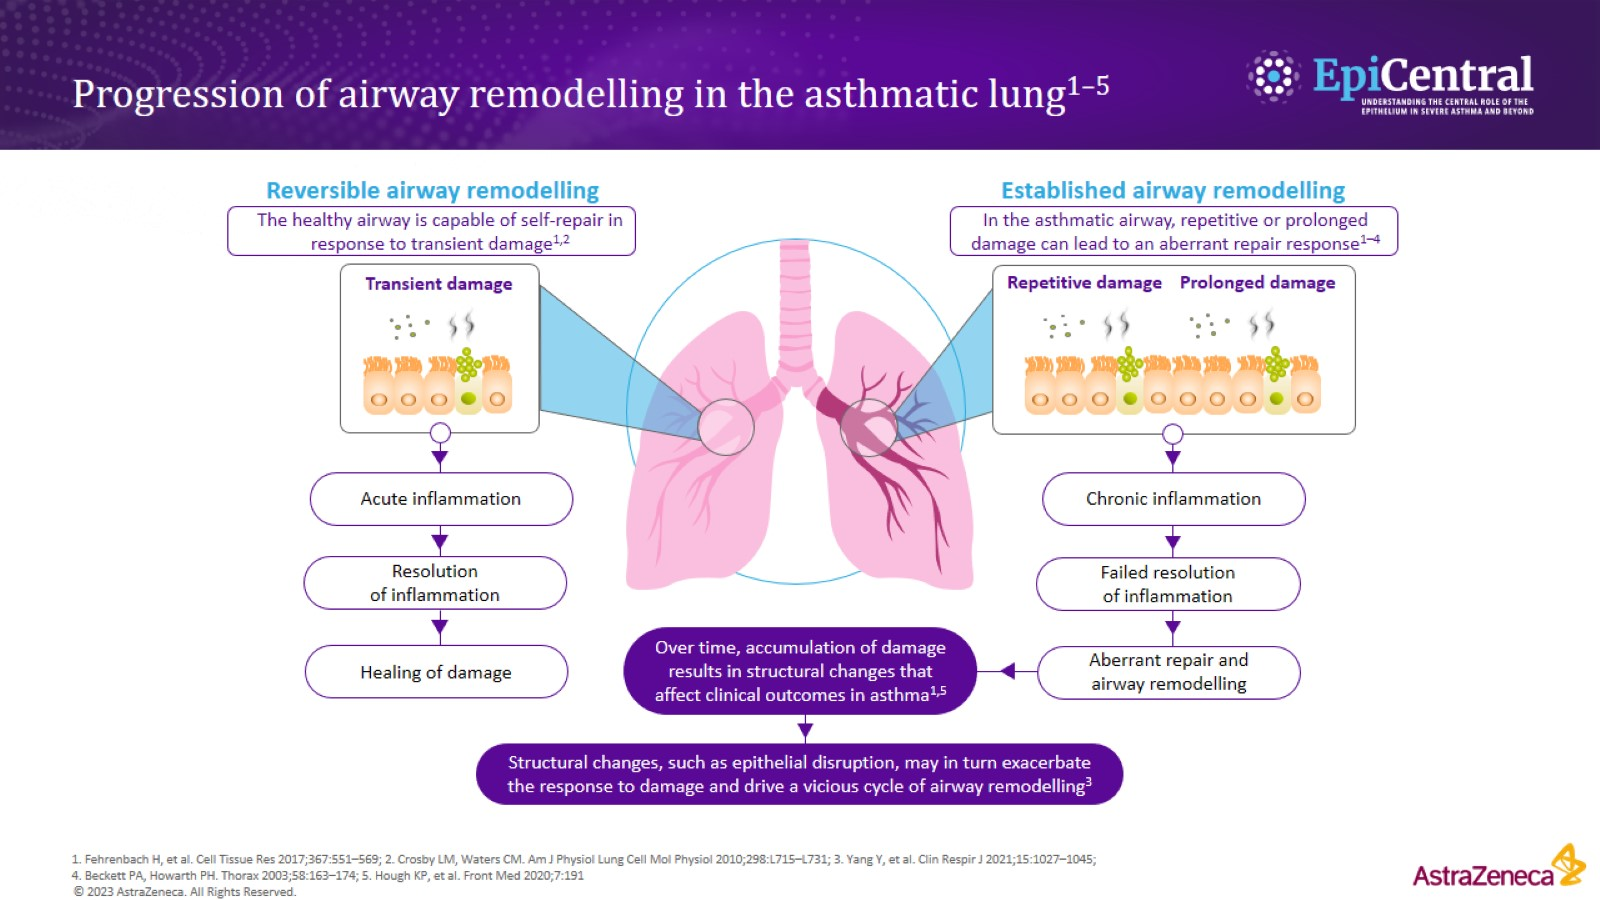 Progression of airway remodelling in the asthmatic lung1–5
EpiCentral
UNDERSTANDING THE CENTRAL ROLE OF THE
EPITHELIUM IN SEVERE ASTHMA AND BEYOND
Reversible airway remodelling
The healthy airway is capable of self-repair in
response to transient damage1,2
Transient damage
Acute inflammation
Resolution
of inflammation
Healing of damage
Established airway remodelling
In the asthmatic airway, repetitive or prolonged
damage can lead to an aberrant repair response1–4
Repetitive damage
Prolonged damage
Chronic inflammation
Failed resolution
of inflammation
Aberrant repair and
airway remodelling
Over time, accumulation of damage
results in structural changes that
affect clinical outcomes in asthma1,5
Structural changes, such as epithelial disruption, may in turn exacerbate
the response to damage and drive a vicious cycle of airway remodelling3
1. Fehrenbach H, et al. Cell Tissue Res 2017;367:551–569; 2. Crosby LM, Waters CM. Am J Physiol Lung Cell Mol Physiol 2010;298:L715–L731; 3. Yang Y, et al. Clin Respir J 2021;15:1027–1045;
4. Beckett PA, Howarth PH. Thorax 2003;58:163–174; 5. Hough KP, et al. Front Med 2020;7:191
© 2023 AstraZeneca. All Rights Reserved.
AstraZeneca